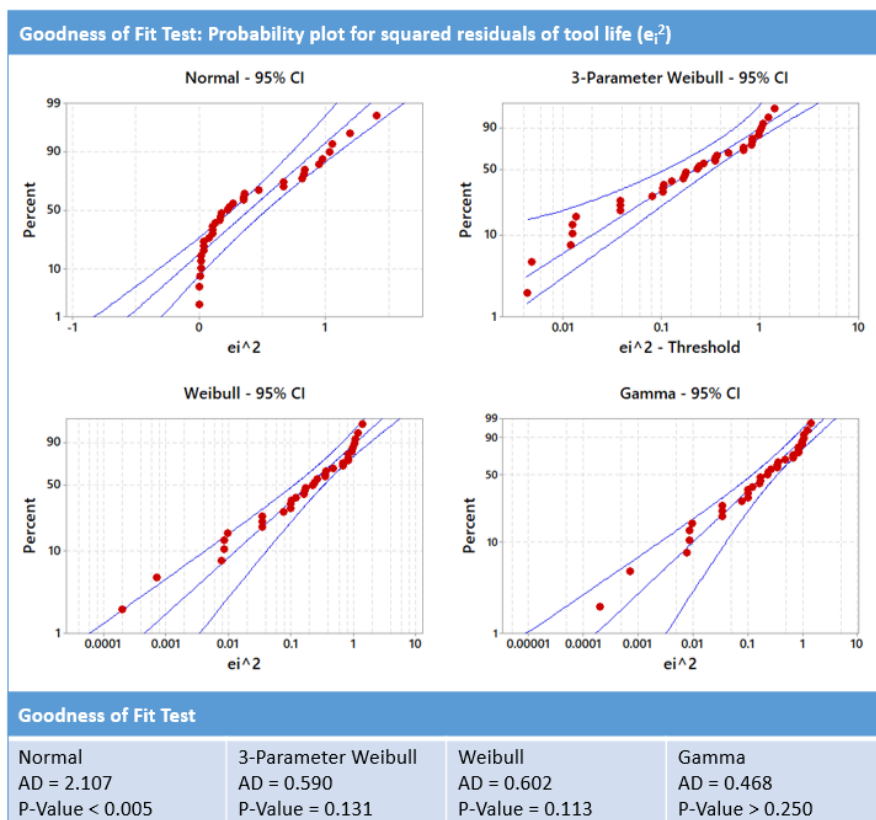 Goodness of Fit Test: Probability plot for squared residuals of tool life (eᵢ²)
Normal - 95% CI
99
90
50
10
1
Percent
-1 0 1
ei^2
3-Parameter Weibull - 95% CI
90
50
10
1
Percent
0.01 0.1 1 10
ei^2 - Threshold
Weibull - 95% CI
90
50
10
1
Percent
0.0001 0.001 0.01 0.1 1 10
ei^2
Gamma - 95% CI
99
90
50
10
1
Percent
0.00001 0.0001 0.001 0.01 0.1 1 10
ei^2
Goodness of Fit Test
Normal
AD = 2.107
P-Value < 0.005
3-Parameter Weibull
AD = 0.590
P-Value = 0.131
Weibull
AD = 0.602
P-Value = 0.113
Gamma
AD = 0.468
P-Value > 0.250